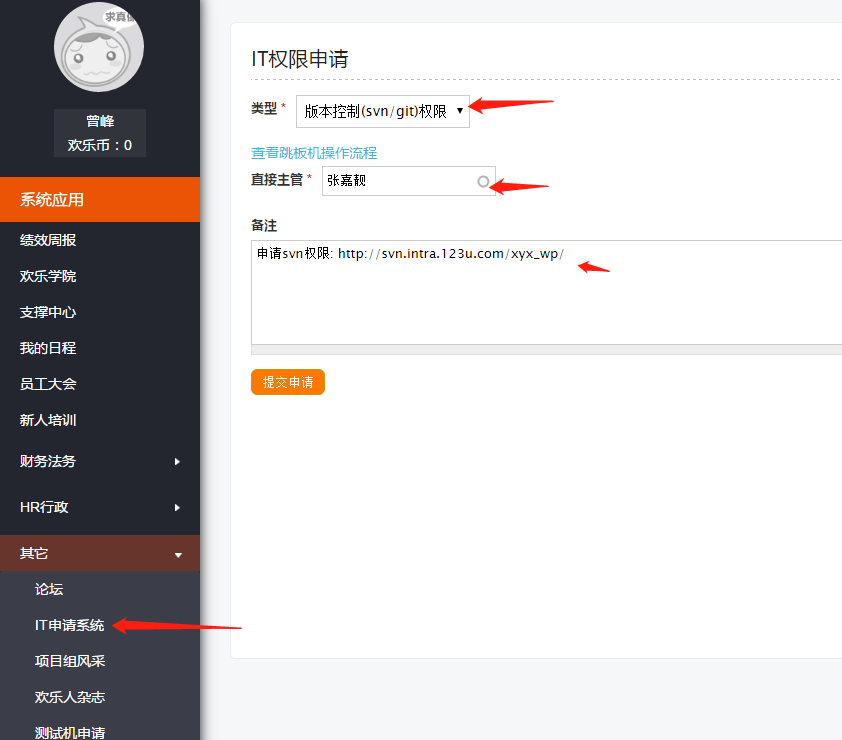 求真像
曾峰
欢乐币：0
系统应用
绩效周报
欢乐学院
支撑中心
我的日程
员工大会
新人培训
财务法务
HR行政
其它
论坛
IT申请系统
项目组风采
欢乐人杂志
测试机申请
IT权限申请
类型 * 版本控制(svn/git)权限
查看跳板机操作流程
直接主管 * 张嘉靓
备注
申请svn权限: http://svn.intra.123u.com/xyx_wp/
提交申请